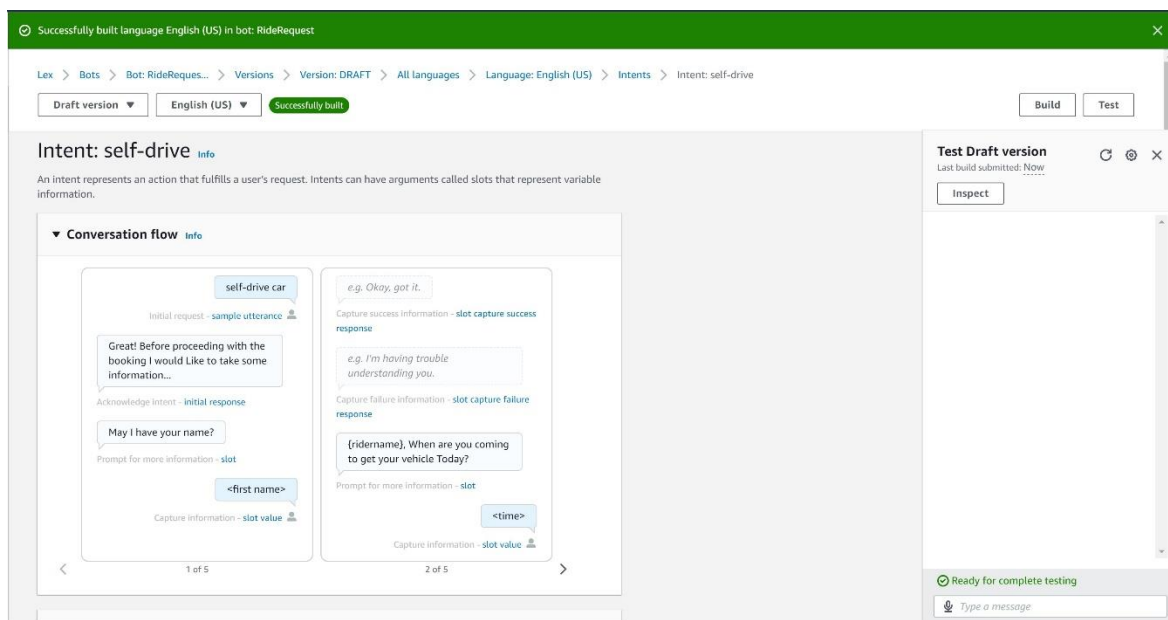 Successfully built language English (US) in bot: RideRequest
Lex > Bots > Bot: RideReques... > Versions > Version: DRAFT > All languages > Language: English (US) > Intents > Intent: self-drive
Draft version
English (US)
Successfully built
Build
Test
Intent: self-drive Info
An intent represents an action that fulfills a user's request. Intents can have arguments called slots that represent variable
information.
Conversation flow Info
self-drive car
Initial request - sample utterance
Great! Before proceeding with the
booking I would Like to take some
information...
Acknowledge intent - initial response
May I have your name?
Prompt for more information - slot
<first name>
Capture information - slot value
1 of 5
e.g. Okay, got it.
Capture success information - slot capture success
response
e.g. I'm having trouble
understanding you.
Capture failure information - slot capture failure
response
{ridername}, When are you coming
to get your vehicle Today?
Prompt for more information - slot
<time>
Capture information - slot value
2 of 5
Test Draft version
Last build submitted: Now
Inspect
Ready for complete testing
Type a message